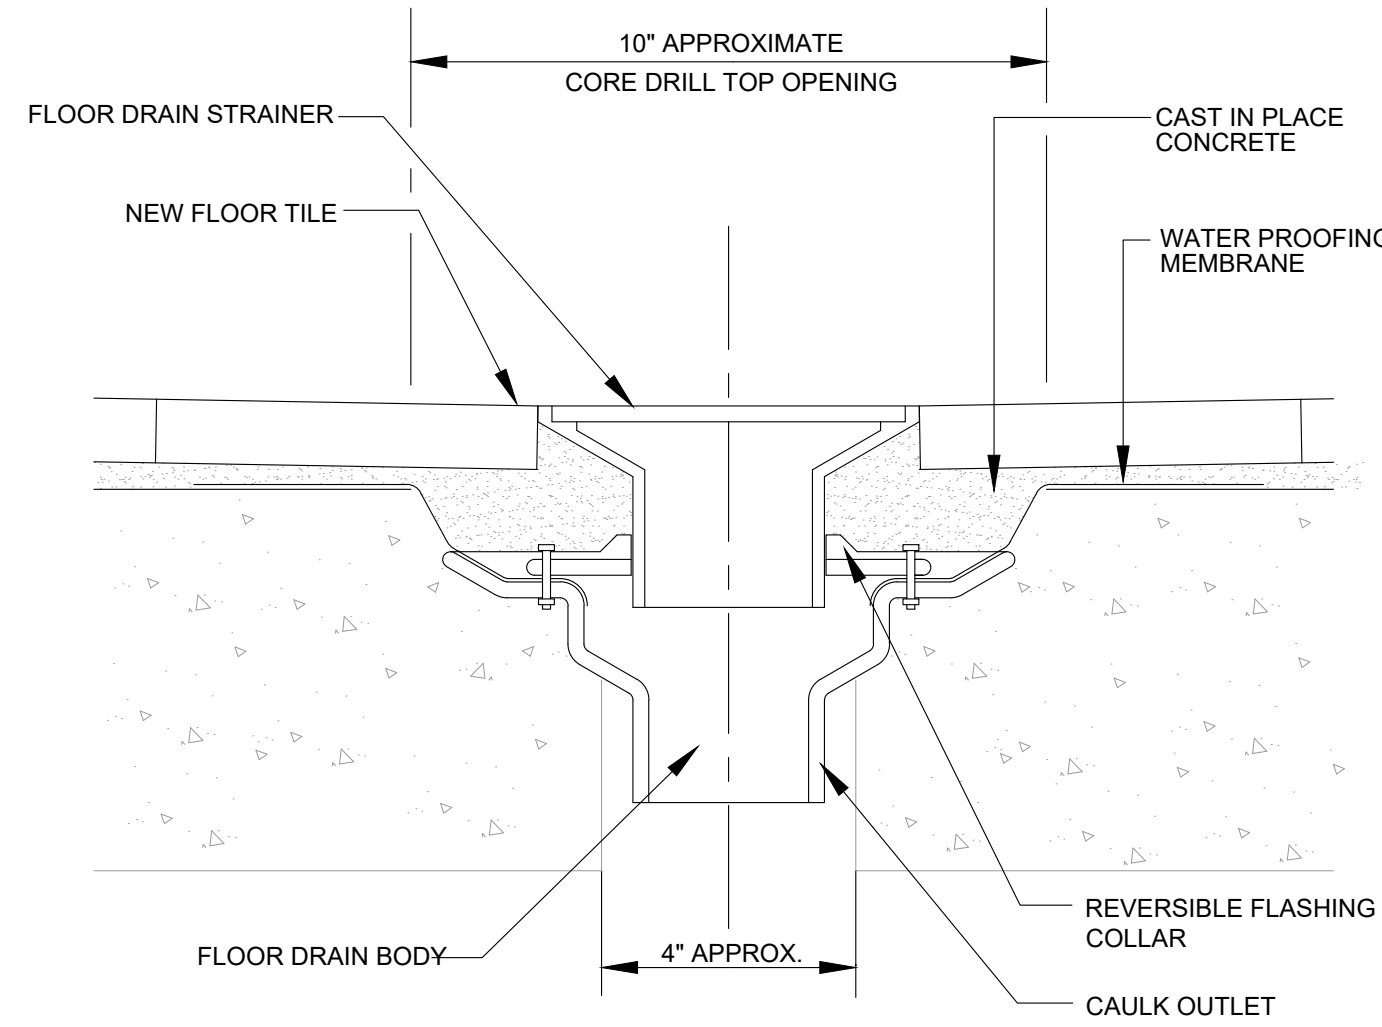 10" APPROXIMATE
CORE DRILL TOP OPENING
FLOOR DRAIN STRAINER
CAST IN PLACE
CONCRETE
NEW FLOOR TILE
WATER PROOFING
MEMBRANE
REVERSIBLE FLASHING
COLLAR
FLOOR DRAIN BODY
4" APPROX.
CAULK OUTLET